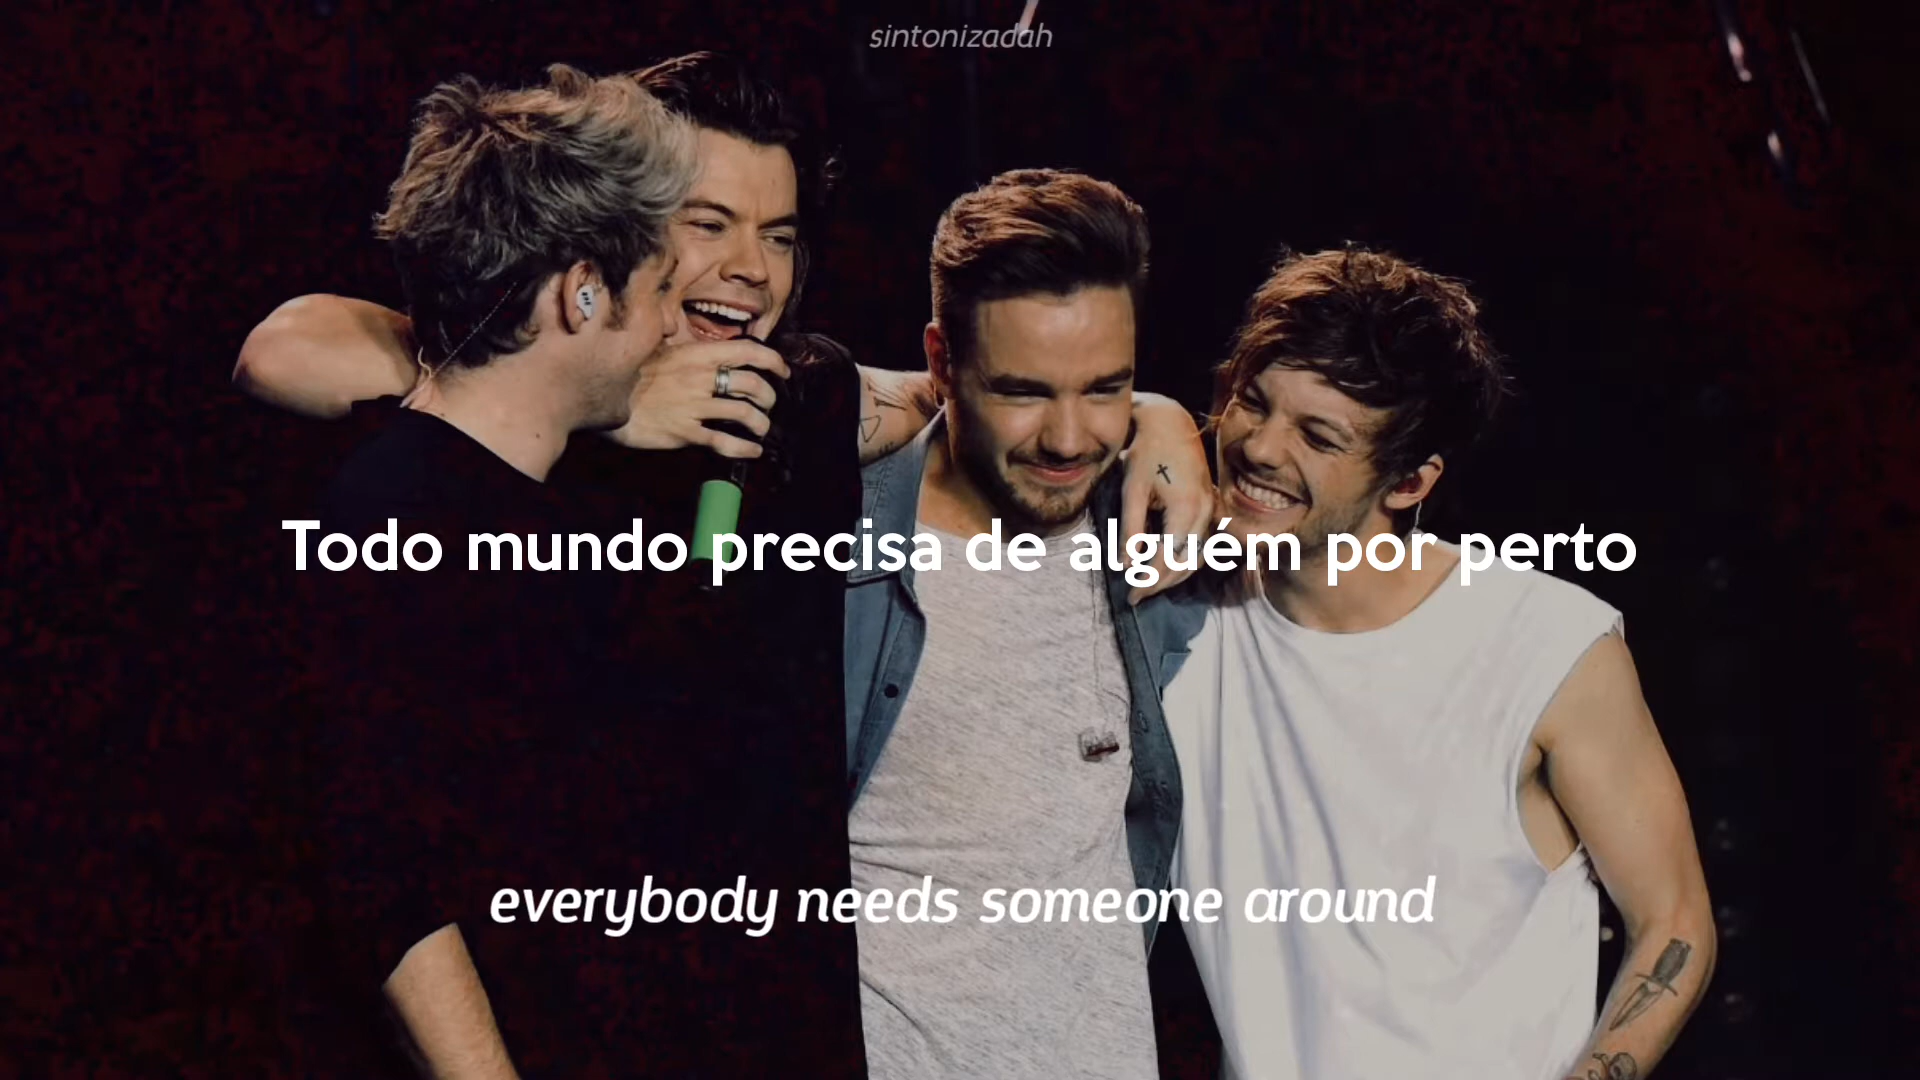 sintonizadah
Todo mundo precisa de alguém por perto
everybody needs someone around